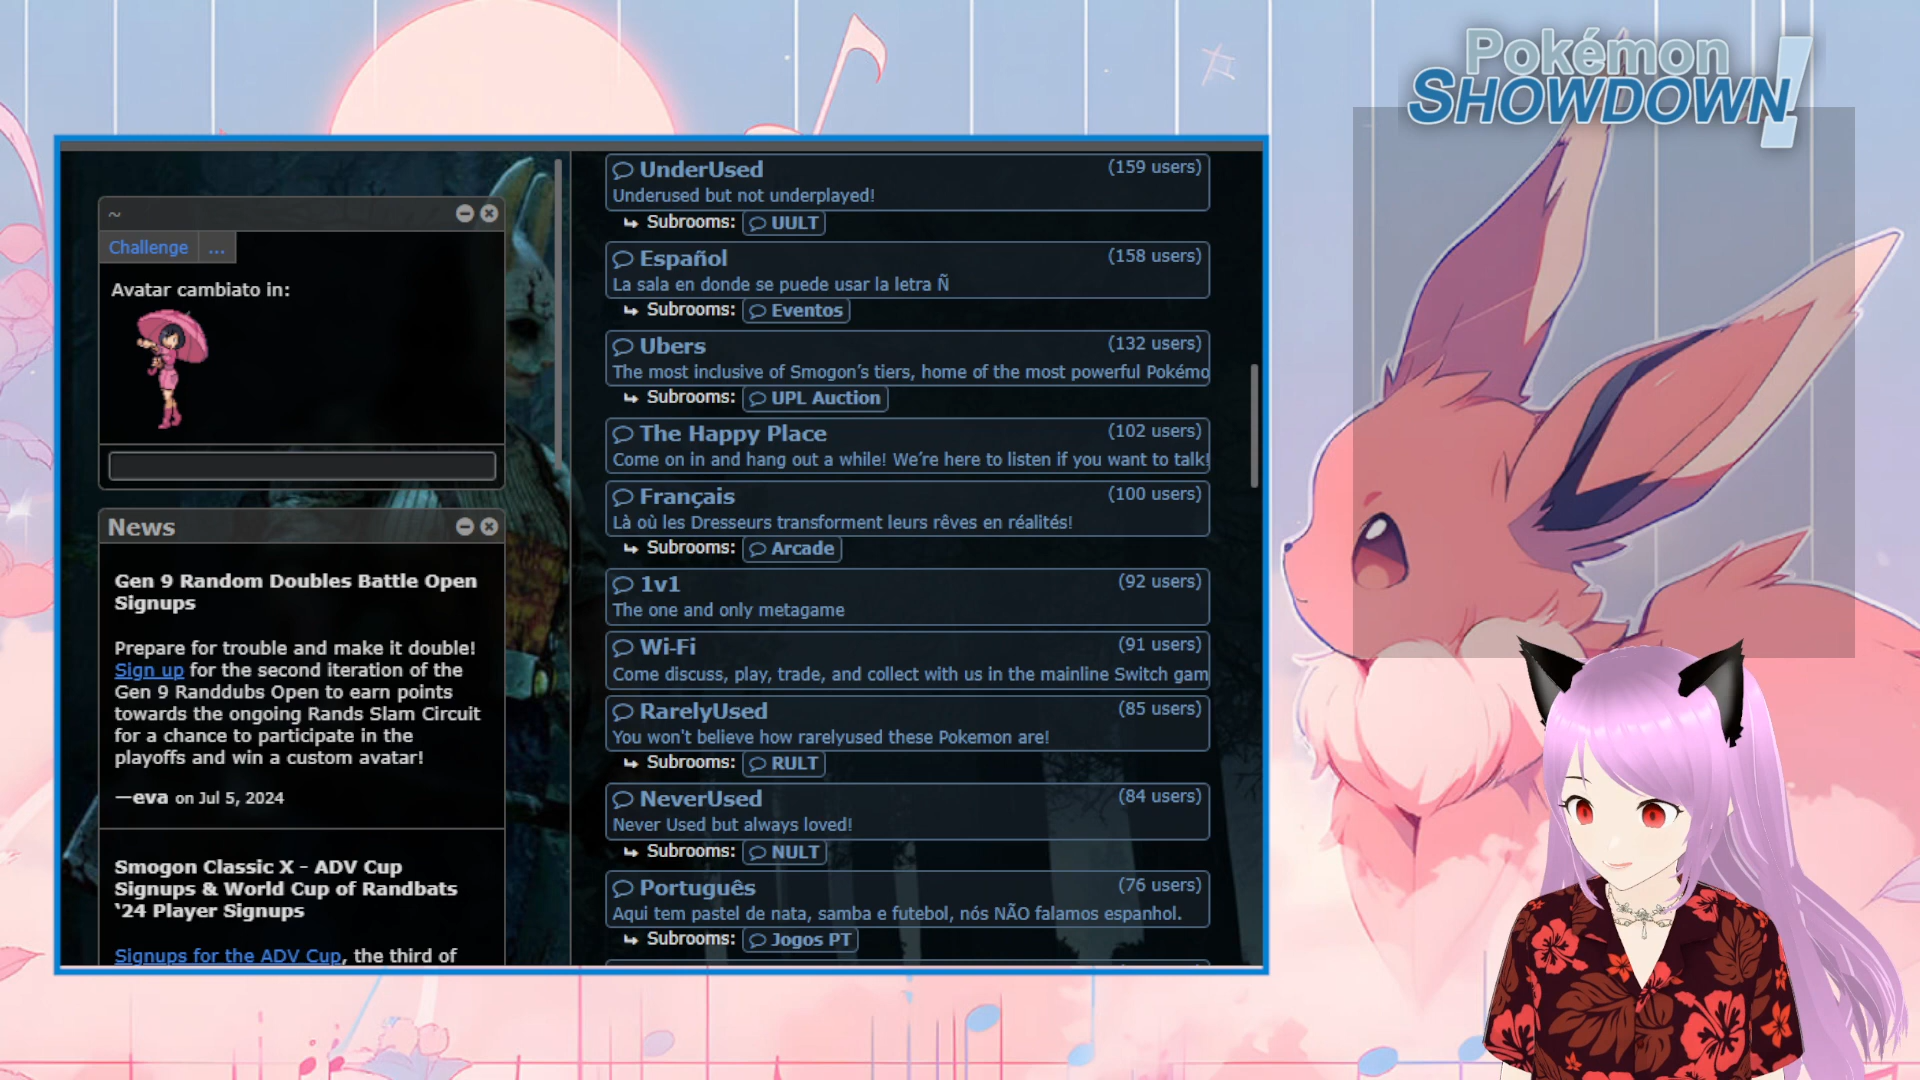 Pokémon
SHOWDOWN!
~
Challenge
...
Avatar cambiato in:
News
Gen 9 Random Doubles Battle Open
Signups
Prepare for trouble and make it double!
Sign up for the second iteration of the
Gen 9 Randdubs Open to earn points
towards the ongoing Rands Slam Circuit
for a chance to participate in the
playoffs and win a custom avatar!
—eva on Jul 5, 2024
Smogon Classic X - ADV Cup
Signups & World Cup of Randbats
'24 Player Signups
Signups for the ADV Cup, the third of
UnderUsed (159 users)
Underused but not underplayed!
Subrooms: UULT
Español (158 users)
La sala en donde se puede usar la letra Ñ
Subrooms: Eventos
Ubers (132 users)
The most inclusive of Smogon's tiers, home of the most powerful Pokémo
Subrooms: UPL Auction
The Happy Place (102 users)
Come on in and hang out a while! We're here to listen if you want to talk!
Français (100 users)
Là où les Dresseurs transforment leurs rêves en réalités!
Subrooms: Arcade
1v1 (92 users)
The one and only metagame
Wi-Fi (91 users)
Come discuss, play, trade, and collect with us in the mainline Switch gam
RarelyUsed (85 users)
You won't believe how rarelyused these Pokemon are!
Subrooms: RULT
NeverUsed (84 users)
Never Used but always loved!
Subrooms: NULT
Português (76 users)
Aqui tem pastel de nata, samba e futebol, nós NÃO falamos espanhol.
Subrooms: Jogos PT